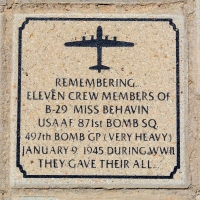 REMEMBERING
ELEVEN CREW MEMBERS OF
B-29 "MISS BEHAVIN"
USAAF 871st BOMB SQ
497th BOMB GP (VERY HEAVY)
JANUARY 9 1945 DURING WWII
"THEY GAVE THEIR ALL..."